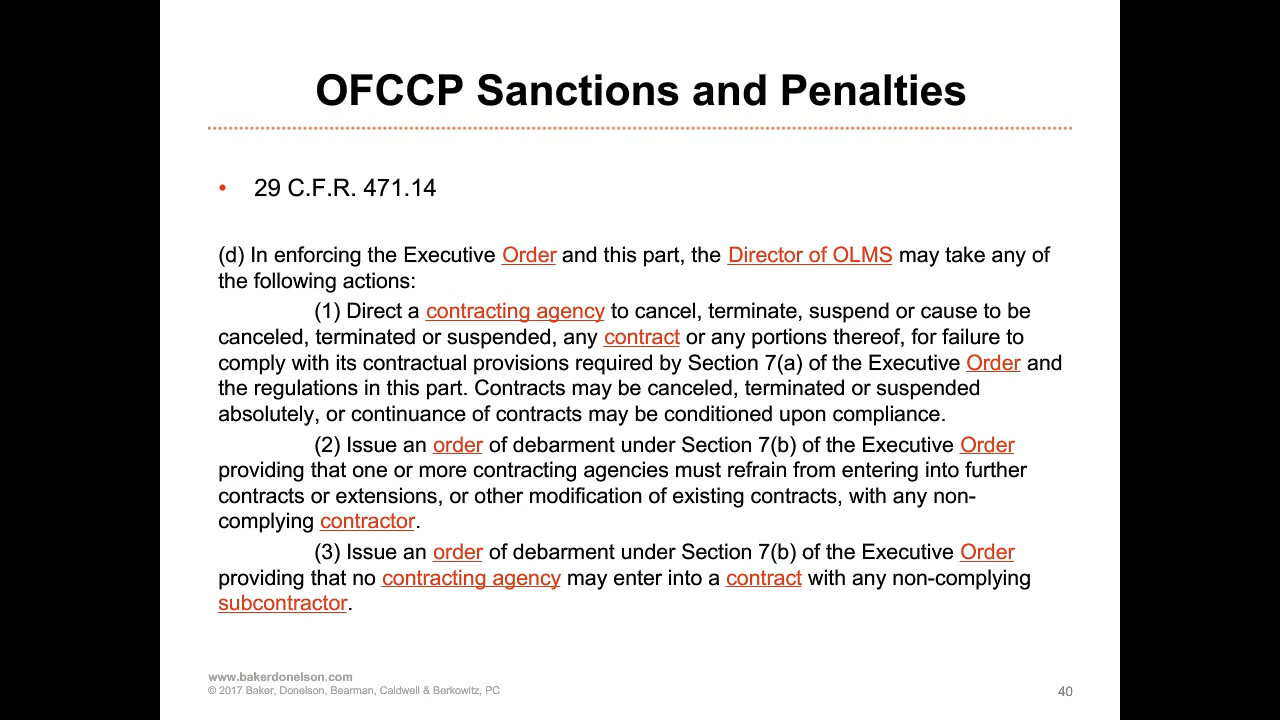 OFCCP Sanctions and Penalties
• 29 C.F.R. 471.14
(d) In enforcing the Executive Order and this part, the Director of OLMS may take any of
the following actions:
(1) Direct a contracting agency to cancel, terminate, suspend or cause to be
canceled, terminated or suspended, any contract or any portions thereof, for failure to
comply with its contractual provisions required by Section 7(a) of the Executive Order and
the regulations in this part. Contracts may be canceled, terminated or suspended
absolutely, or continuance of contracts may be conditioned upon compliance.
(2) Issue an order of debarment under Section 7(b) of the Executive Order
providing that one or more contracting agencies must refrain from entering into further
contracts or extensions, or other modification of existing contracts, with any non-
complying contractor.
(3) Issue an order of debarment under Section 7(b) of the Executive Order
providing that no contracting agency may enter into a contract with any non-complying
subcontractor.
www.bakerdonelson.com
© 2017 Baker, Donelson, Bearman, Caldwell & Berkowitz, PC
40